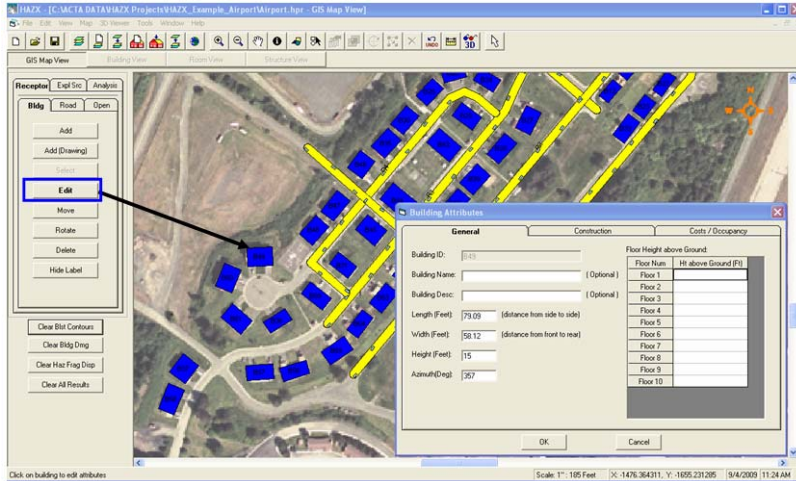 HAZX - [C:\ACTA DATA\HAZX Projects\HAZX_Example_Airport\Airport.hpr - GIS Map View]
File Edit View Map 3D Viewer Tools Window Help
UNDO 3D
GIS Map View Building View Room View Structure View
Receptor Expl Src Analysis
Bldg Road Open
Add
Add (Drawing)
Select
Edit
Move
Rotate
Delete
Hide Label
Clear Blst Contours
Clear Bldg Dmg
Clear Haz Frag Disp
Clear All Results
N
W E
S
Building Attributes
General Construction Costs / Occupancy
Building ID: B49
Building Name: ( Optional )
Building Desc: ( Optional )
Length (Feet): 79.09 (distance from side to side)
Width (Feet): 58.12 (distance from front to rear)
Height (Feet): 15
Azimuth(Deg): 357
Floor Height above Ground:
Floor Num Ht above Ground (Ft)
Floor 1
Floor 2
Floor 3
Floor 4
Floor 5
Floor 6
Floor 7
Floor 8
Floor 9
Floor 10
OK Cancel
Click on building to edit attributes Scale: 1" : 185 Feet X: -1476.364311, Y: -1655.231285 9/4/2009 11:24 AM